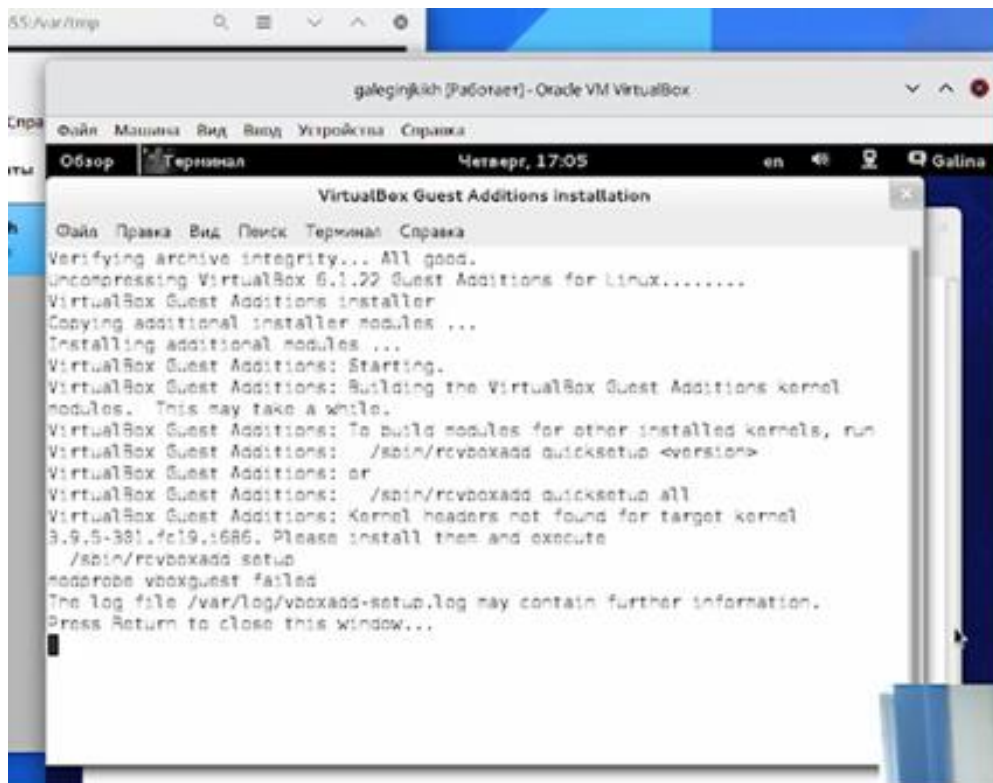 55:/var/tmp
galeginjkikh [Работает] - Oracle VM VirtualBox
Файл Машина Вид Ввод Устройства Справка
Обзор Терминал Четверг, 17:05 en Galina
VirtualBox Guest Additions installation
Файл Правка Вид Поиск Терминал Справка
Verifying archive integrity... All good.
Uncompressing VirtualBox 6.1.22 Guest Additions for Linux........
VirtualBox Guest Additions installer
Copying additional installer modules ...
Installing additional modules ...
VirtualBox Guest Additions: Starting.
VirtualBox Guest Additions: Building the VirtualBox Guest Additions kernel
modules.  This may take a while.
VirtualBox Guest Additions: To build modules for other installed kernels, run
VirtualBox Guest Additions:   /sbin/rcvboxadd quicksetup <version>
VirtualBox Guest Additions: or
VirtualBox Guest Additions:   /sbin/rcvboxadd quicksetup all
VirtualBox Guest Additions: Kernel headers not found for target kernel
3.9.5-301.fc19.i686. Please install them and execute
  /sbin/rcvboxadd setup
modprobe vboxguest failed
The log file /var/log/vboxadd-setup.log may contain further information.
Press Return to close this window...